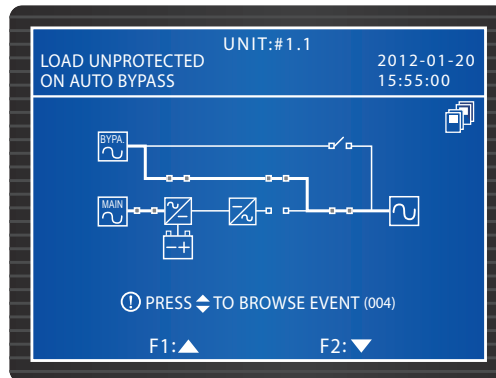 UNIT:#1.1
LOAD UNPROTECTED
ON AUTO BYPASS
2012-01-20
15:55:00
BYPA.
MAIN
PRESS TO BROWSE EVENT (004)
F1:
F2: